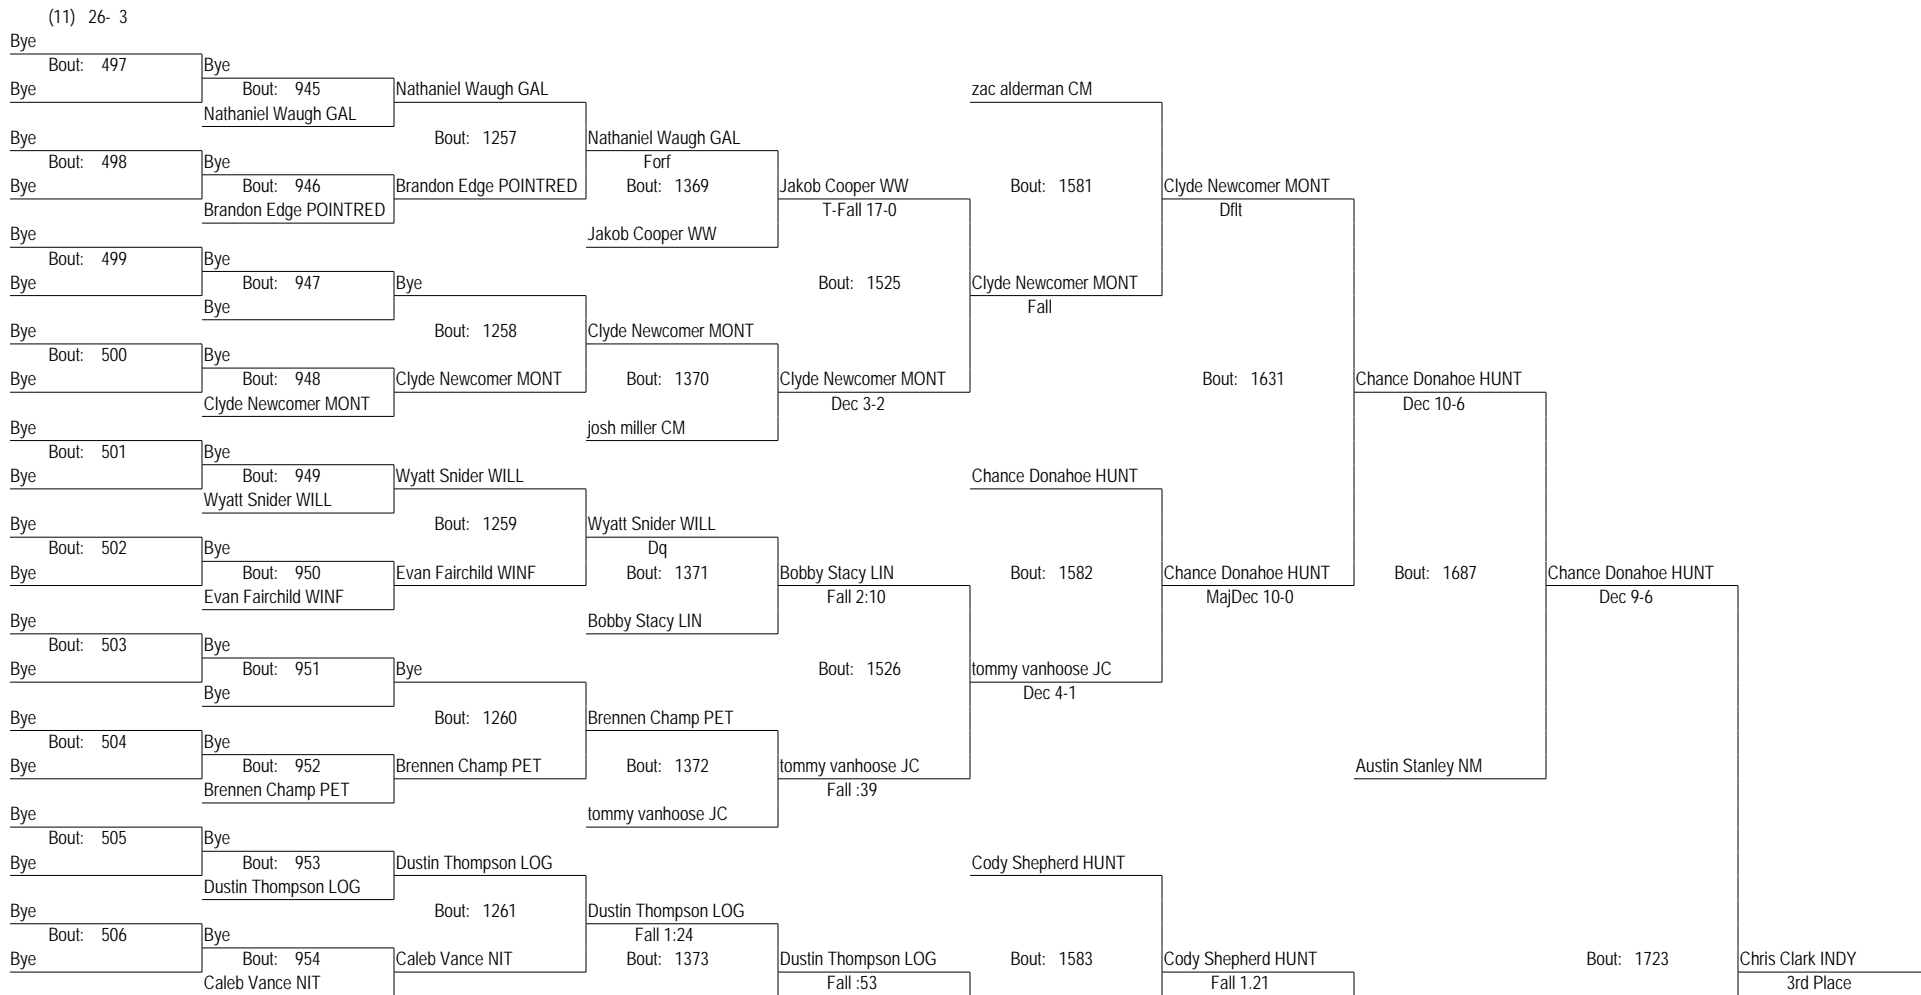 (11) 26- 3
Bye
Bout: 497 Bye
Bye Bout: 945 Nathaniel Waugh GAL zac alderman CM
Nathaniel Waugh GAL
Bye Bout: 1257 Nathaniel Waugh GAL
Bout: 498 Bye Forf
Bye Bout: 946 Brandon Edge POINTRED Bout: 1369 Jakob Cooper WW Bout: 1581 Clyde Newcomer MONT
Brandon Edge POINTRED T-Fall 17-0 Dflt
Bye Jakob Cooper WW
Bout: 499 Bye
Bye Bout: 947 Bye Bout: 1525 Clyde Newcomer MONT
Bye Fall
Bye Bout: 1258 Clyde Newcomer MONT
Bout: 500 Bye
Bye Bout: 948 Clyde Newcomer MONT Bout: 1370 Clyde Newcomer MONT Bout: 1631 Chance Donahoe HUNT
Clyde Newcomer MONT Dec 3-2 Dec 10-6
Bye josh miller CM
Bout: 501 Bye
Bye Bout: 949 Wyatt Snider WILL Chance Donahoe HUNT
Wyatt Snider WILL
Bye Bout: 1259 Wyatt Snider WILL
Bout: 502 Bye Dq
Bye Bout: 950 Evan Fairchild WINF Bout: 1371 Bobby Stacy LIN Bout: 1582 Chance Donahoe HUNT Bout: 1687 Chance Donahoe HUNT
Evan Fairchild WINF Fall 2:10 MajDec 10-0 Dec 9-6
Bye Bobby Stacy LIN
Bout: 503 Bye
Bye Bout: 951 Bye Bout: 1526 tommy vanhoose JC
Bye Dec 4-1
Bye Bout: 1260 Brennen Champ PET
Bout: 504 Bye
Bye Bout: 952 Brennen Champ PET Bout: 1372 tommy vanhoose JC Austin Stanley NM
Brennen Champ PET Fall :39
Bye tommy vanhoose JC
Bout: 505 Bye
Bye Bout: 953 Dustin Thompson LOG Cody Shepherd HUNT
Dustin Thompson LOG
Bye Bout: 1261 Dustin Thompson LOG
Bout: 506 Bye Fall 1:24
Bye Bout: 954 Caleb Vance NIT Bout: 1373 Dustin Thompson LOG Bout: 1583 Cody Shepherd HUNT Bout: 1723 Chris Clark INDY
Caleb Vance NIT Fall :53 Fall 1.21 3rd Place